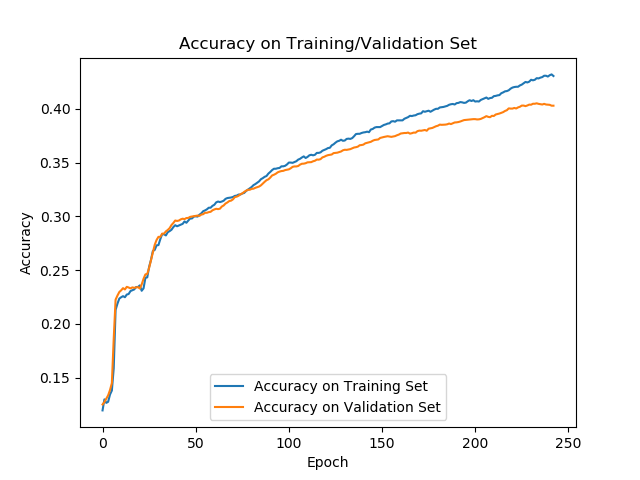 Accuracy on Training/Validation Set
0.40
0.35
0.30
0.25
0.20
0.15
Accuracy
Accuracy on Training Set
Accuracy on Validation Set
0 50 100 150 200 250
Epoch